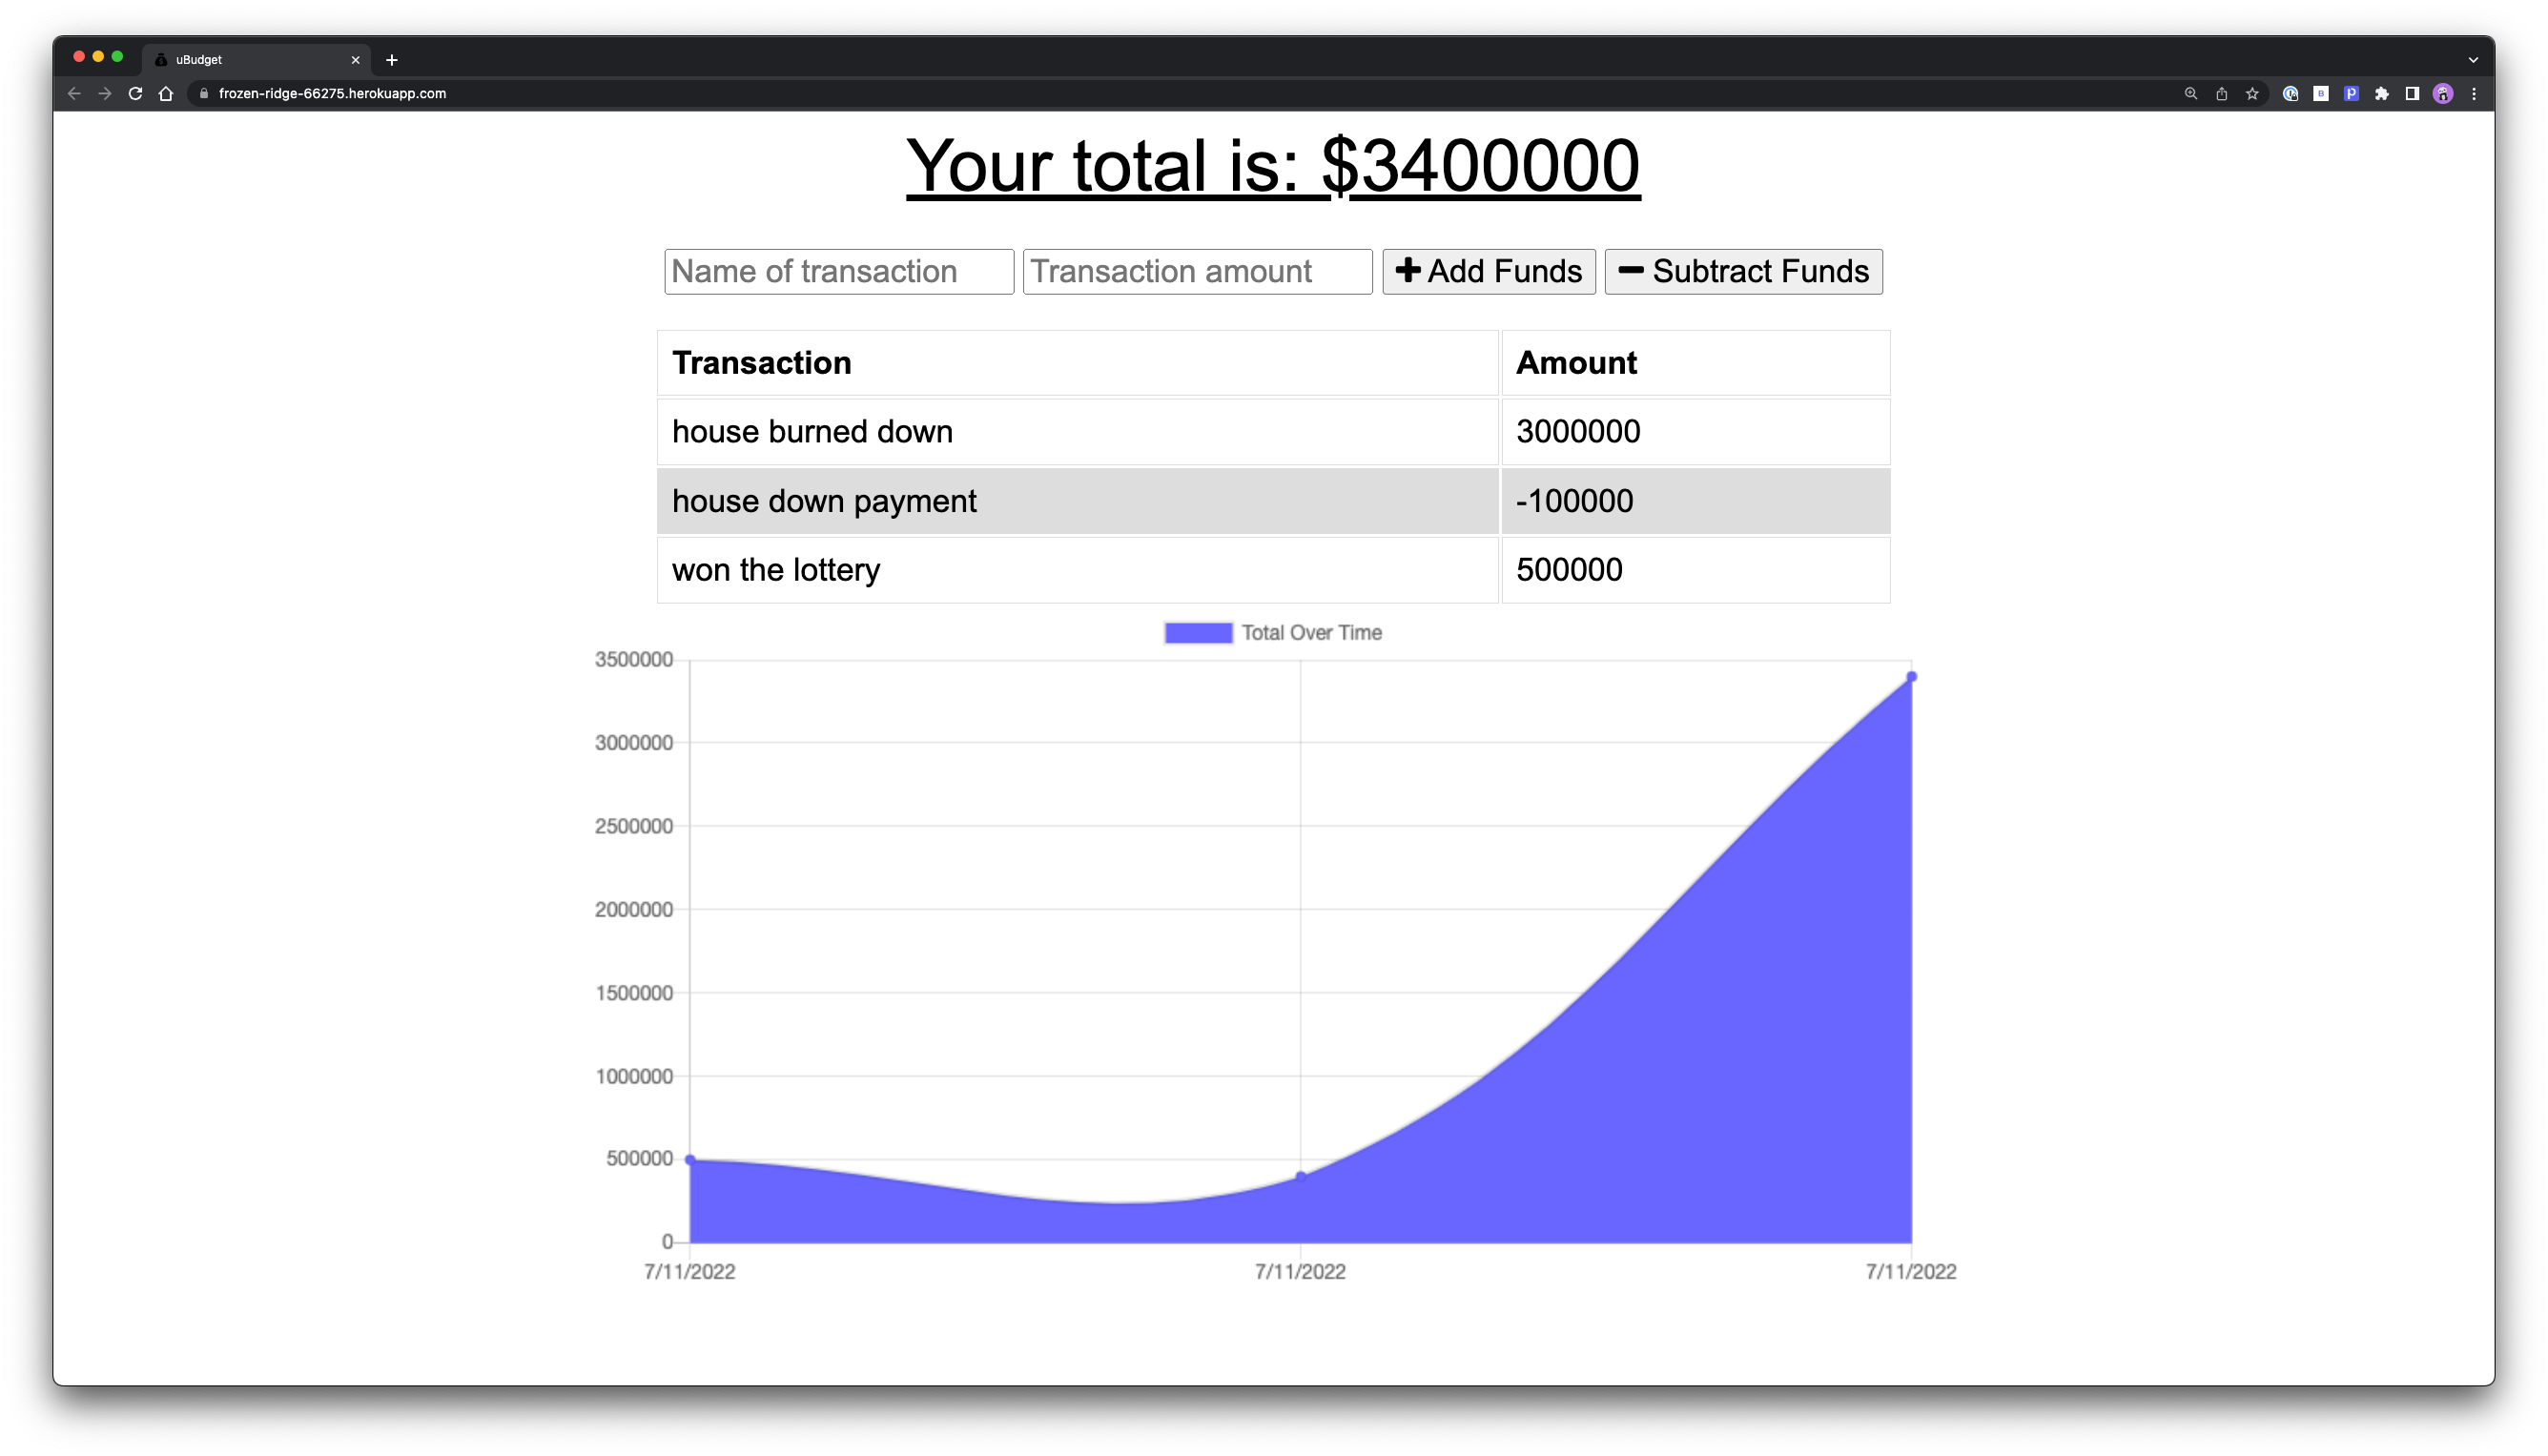 uBudget
frozen-ridge-66275.herokuapp.com
Your total is: $3400000
Name of transaction Transaction amount Add Funds Subtract Funds
Transaction Amount
house burned down 3000000
house down payment -100000
won the lottery 500000
Total Over Time
3500000
3000000
2500000
2000000
1500000
1000000
500000
0
7/11/2022 7/11/2022 7/11/2022